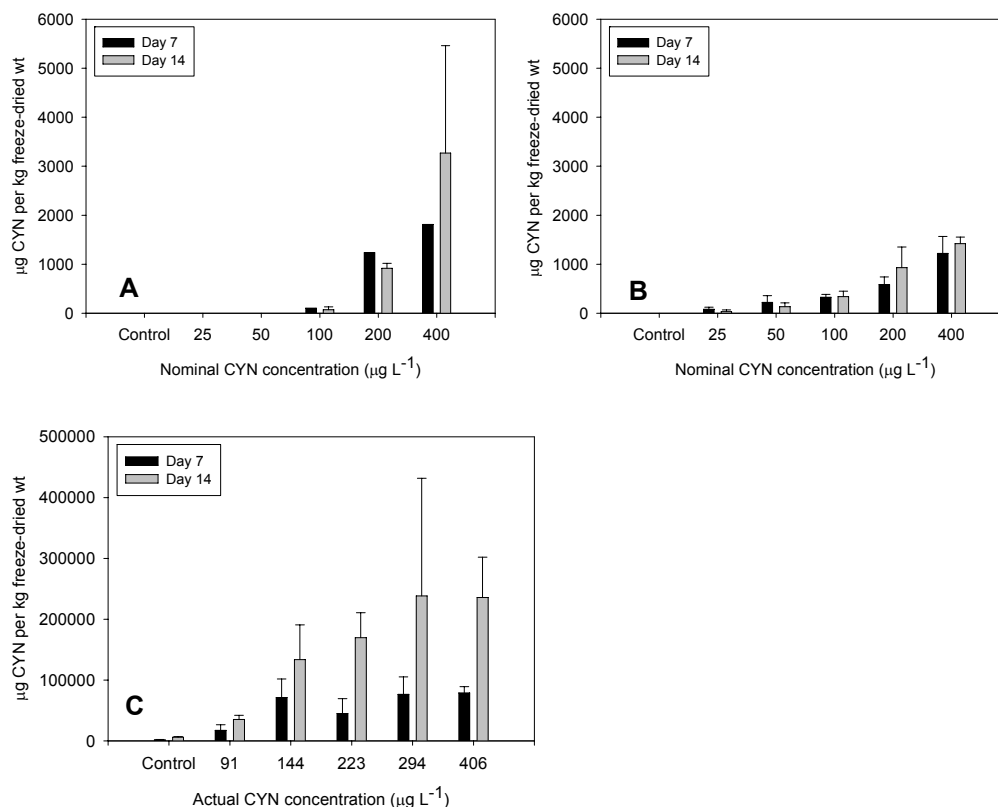 6000
5000
4000
3000
2000
1000
0
µg CYN per kg freeze-dried wt
Day 7
Day 14
A
Control 25 50 100 200 400
Nominal CYN concentration (µg L⁻¹)
6000
5000
4000
3000
2000
1000
0
µg CYN per kg freeze-dried wt
Day 7
Day 14
B
Control 25 50 100 200 400
Nominal CYN concentration (µg L⁻¹)
500000
400000
300000
200000
100000
0
µg CYN per kg freeze-dried wt
Day 7
Day 14
C
Control 91 144 223 294 406
Actual CYN concentration (µg L⁻¹)